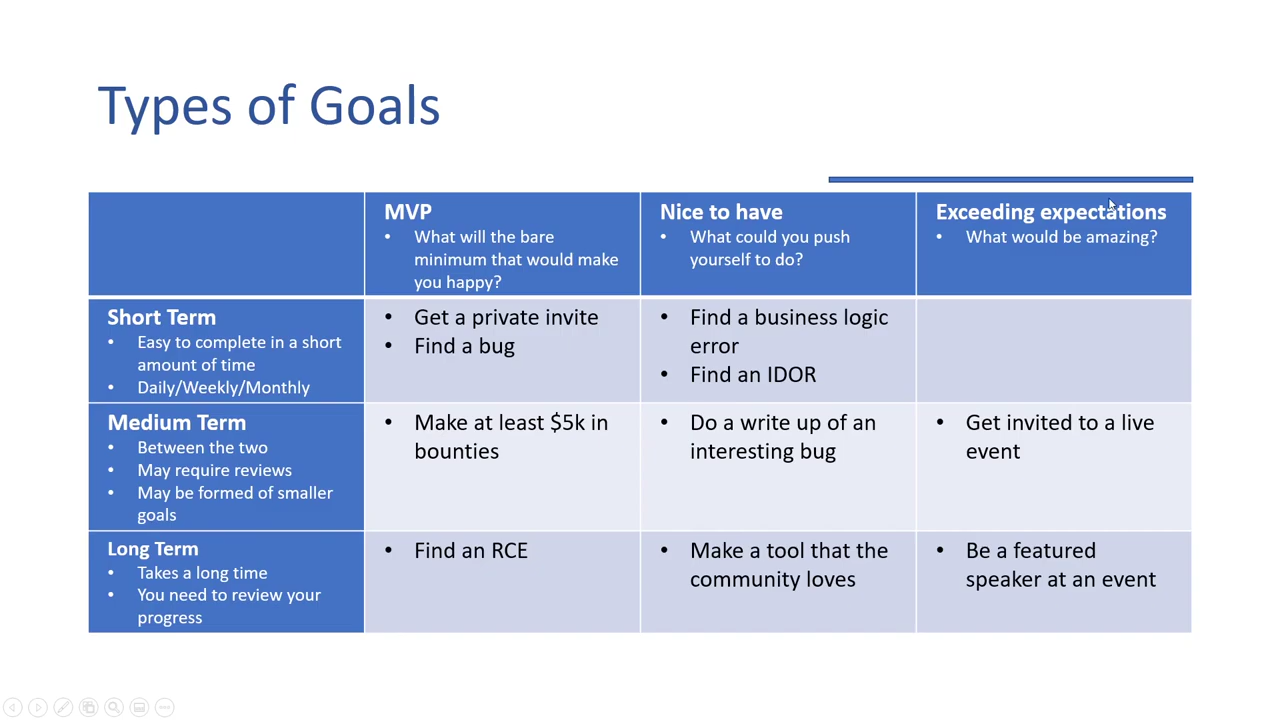 Types of Goals
MVP
• What will the bare
minimum that would make
you happy?
Nice to have
• What could you push
yourself to do?
Exceeding expectations
• What would be amazing?
Short Term
• Easy to complete in a short
amount of time
• Daily/Weekly/Monthly
• Get a private invite
• Find a bug
• Find a business logic
error
• Find an IDOR
Medium Term
• Between the two
• May require reviews
• May be formed of smaller
goals
• Make at least $5k in
bounties
• Do a write up of an
interesting bug
• Get invited to a live
event
Long Term
• Takes a long time
• You need to review your
progress
• Find an RCE
• Make a tool that the
community loves
• Be a featured
speaker at an event